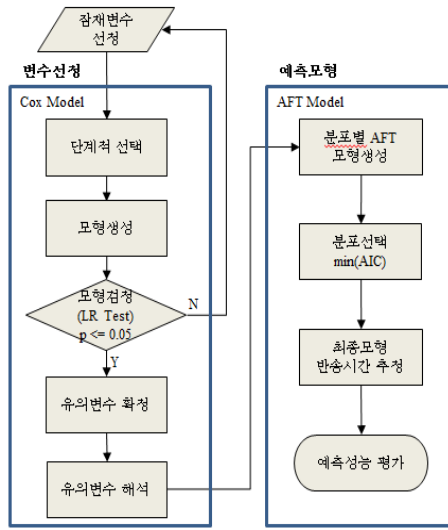 잠재변수
선정
변수선정
Cox Model
단계적 선택
모형생성
모형검정
(LR Test)
p <= 0.05
N
Y
유의변수 확정
유의변수 해석
예측모형
AFT Model
분포별 AFT
모형생성
분포선택
min(AIC)
최종모형
반송시간 추정
예측성능 평가